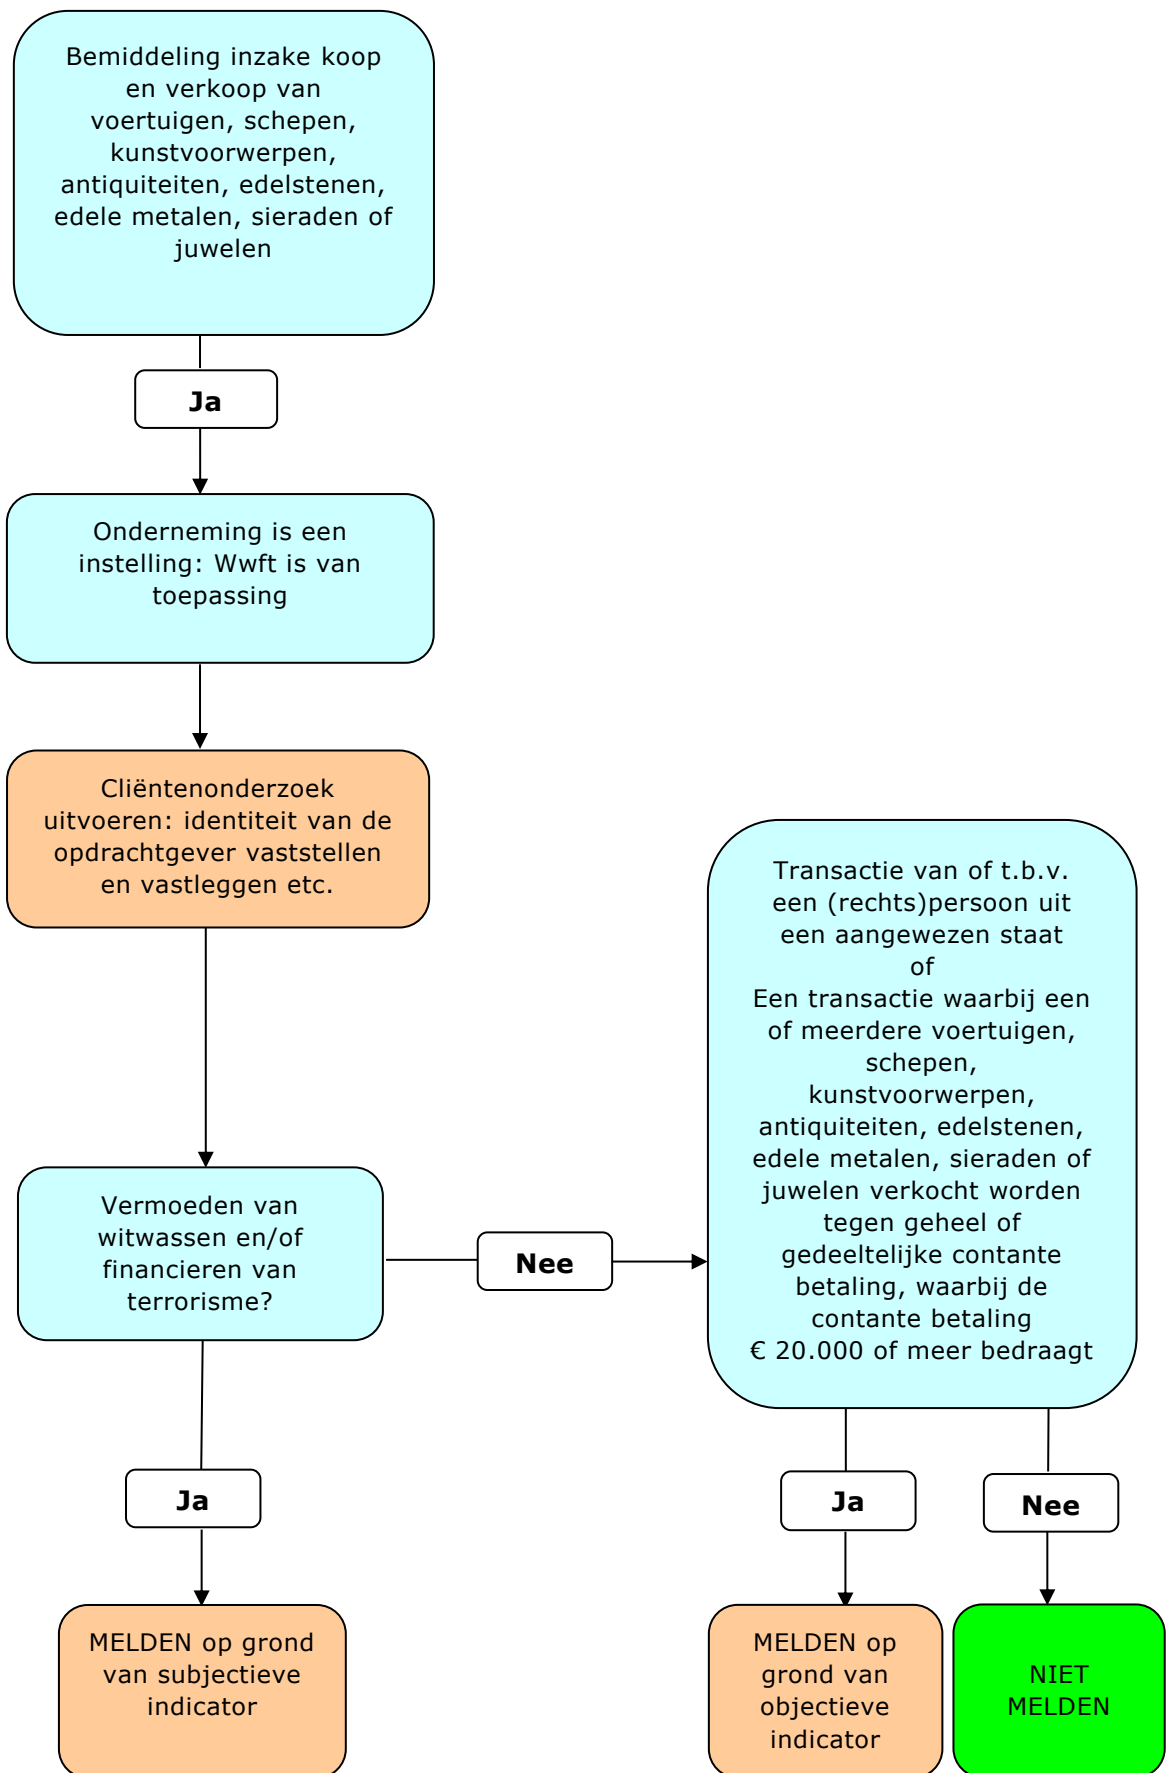 Bemiddeling inzake koop
en verkoop van
voertuigen, schepen,
kunstvoorwerpen,
antiquiteiten, edelstenen,
edele metalen, sieraden of
juwelen
Ja
Onderneming is een
instelling: Wwft is van
toepassing
Cliëntenonderzoek
uitvoeren: identiteit van de
opdrachtgever vaststellen
en vastleggen etc.
Vermoeden van
witwassen en/of
financieren van
terrorisme?
Nee
Transactie van of t.b.v.
een (rechts)persoon uit
een aangewezen staat
of
Een transactie waarbij een
of meerdere voertuigen,
schepen,
kunstvoorwerpen,
antiquiteiten, edelstenen,
edele metalen, sieraden of
juwelen verkocht worden
tegen geheel of
gedeeltelijke contante
betaling, waarbij de
contante betaling
€ 20.000 of meer bedraagt
Ja
Ja
Nee
MELDEN op grond
van subjectieve
indicator
MELDEN op
grond van
objectieve
indicator
NIET
MELDEN